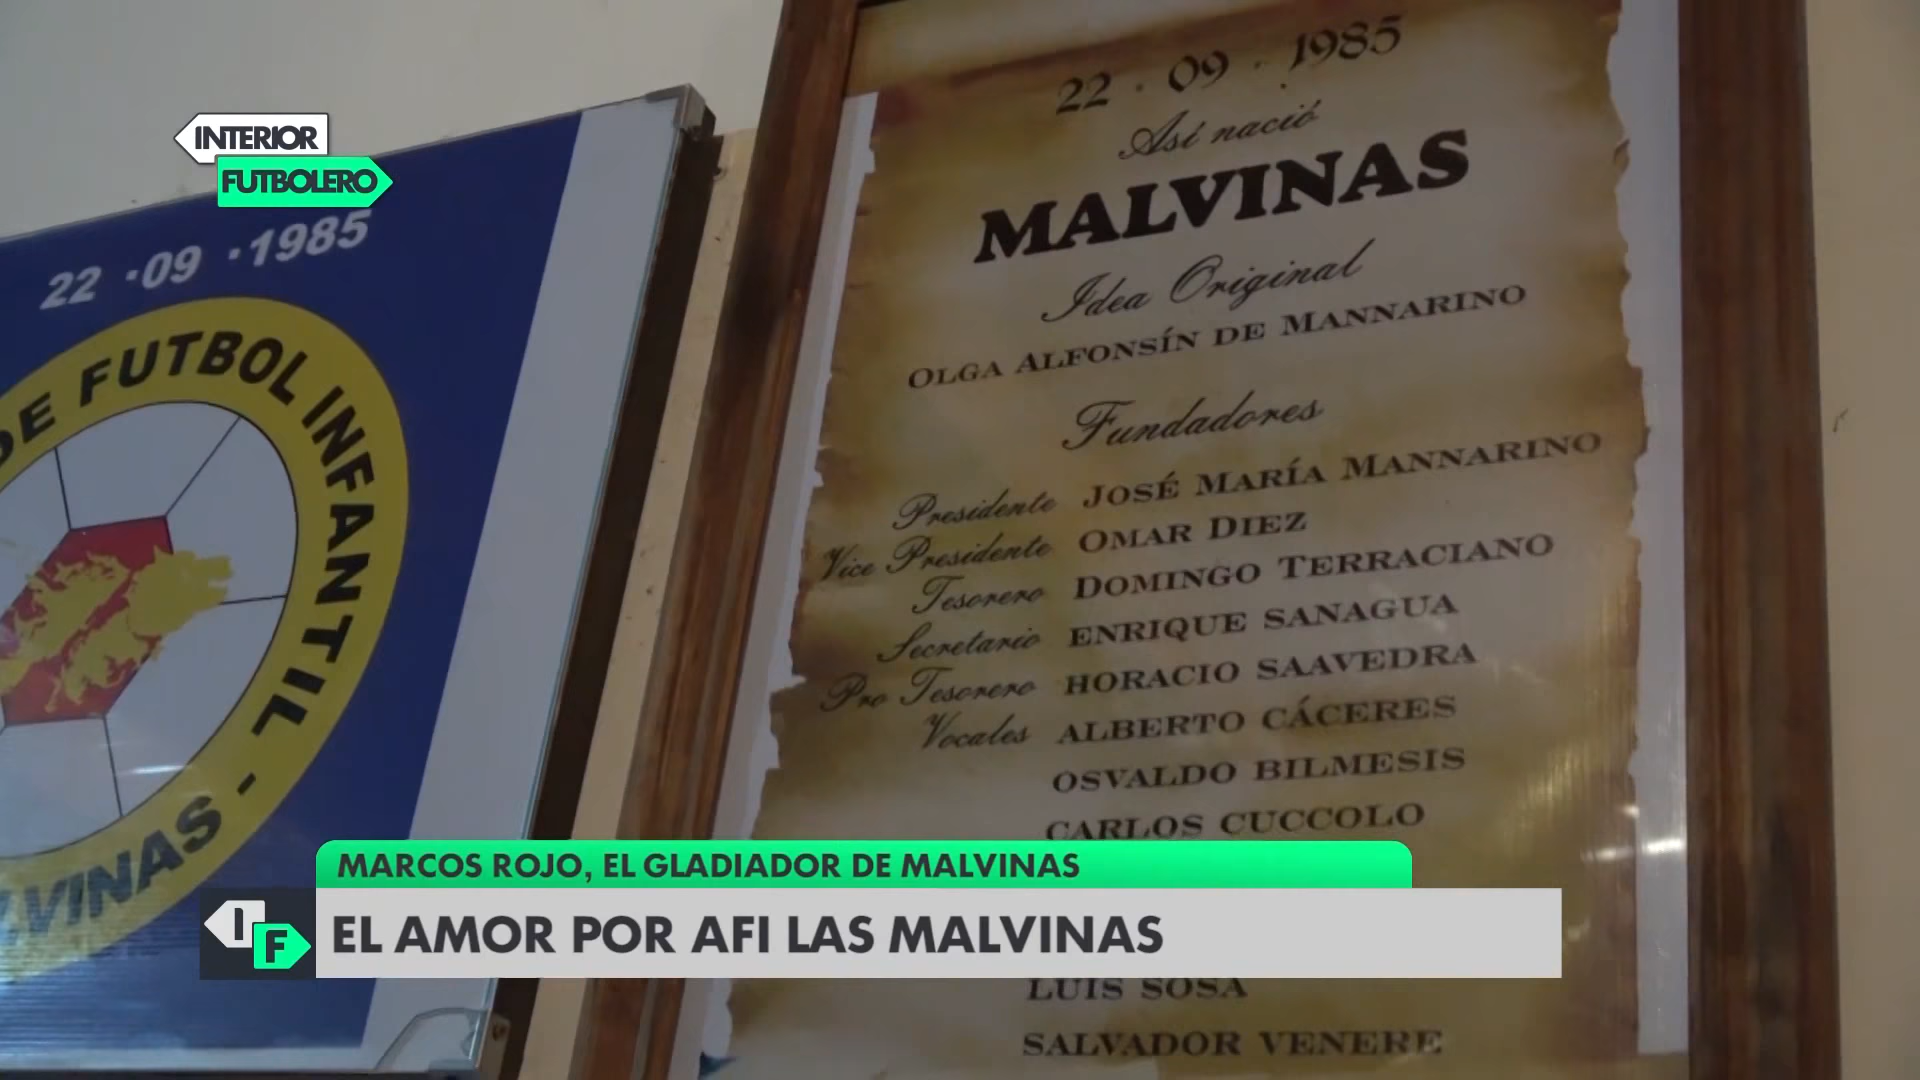 INTERIOR
FUTBOLERO
22 · 09 · 1985
DE FUTBOL INFANTIL -
22 · 09 · 1985
Así nació
MALVINAS
Idea Original
OLGA ALFONSÍN DE MANNARINO
Fundadores
Presidente JOSÉ MARÍA MANNARINO
Vice Presidente OMAR DIEZ
Tesorero DOMINGO TERRACIANO
Secretario ENRIQUE SANAGUA
Pro Tesorero HORACIO SAAVEDRA
Vocales ALBERTO CÁCERES
OSVALDO BILMESIS
CARLOS CUCCOLO
MARCOS ROJO, EL GLADIADOR DE MALVINAS
IF
EL AMOR POR AFI LAS MALVINAS
LUIS SOSA
SALVADOR VENERE